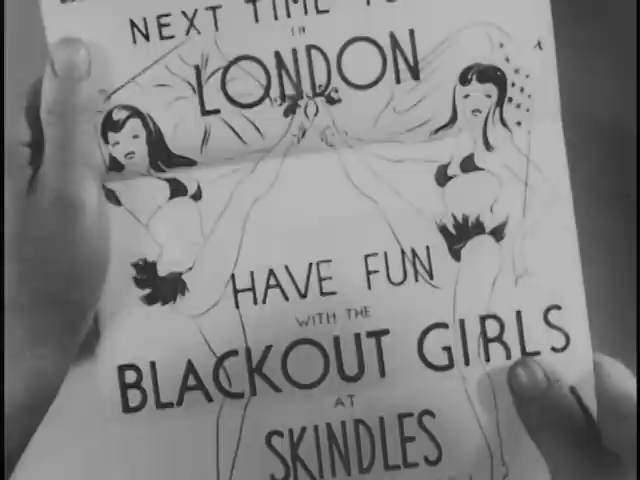 NEXT TIME
IN
LONDON
HAVE FUN
WITH THE
BLACKOUT GIRLS
AT
SKINDLES